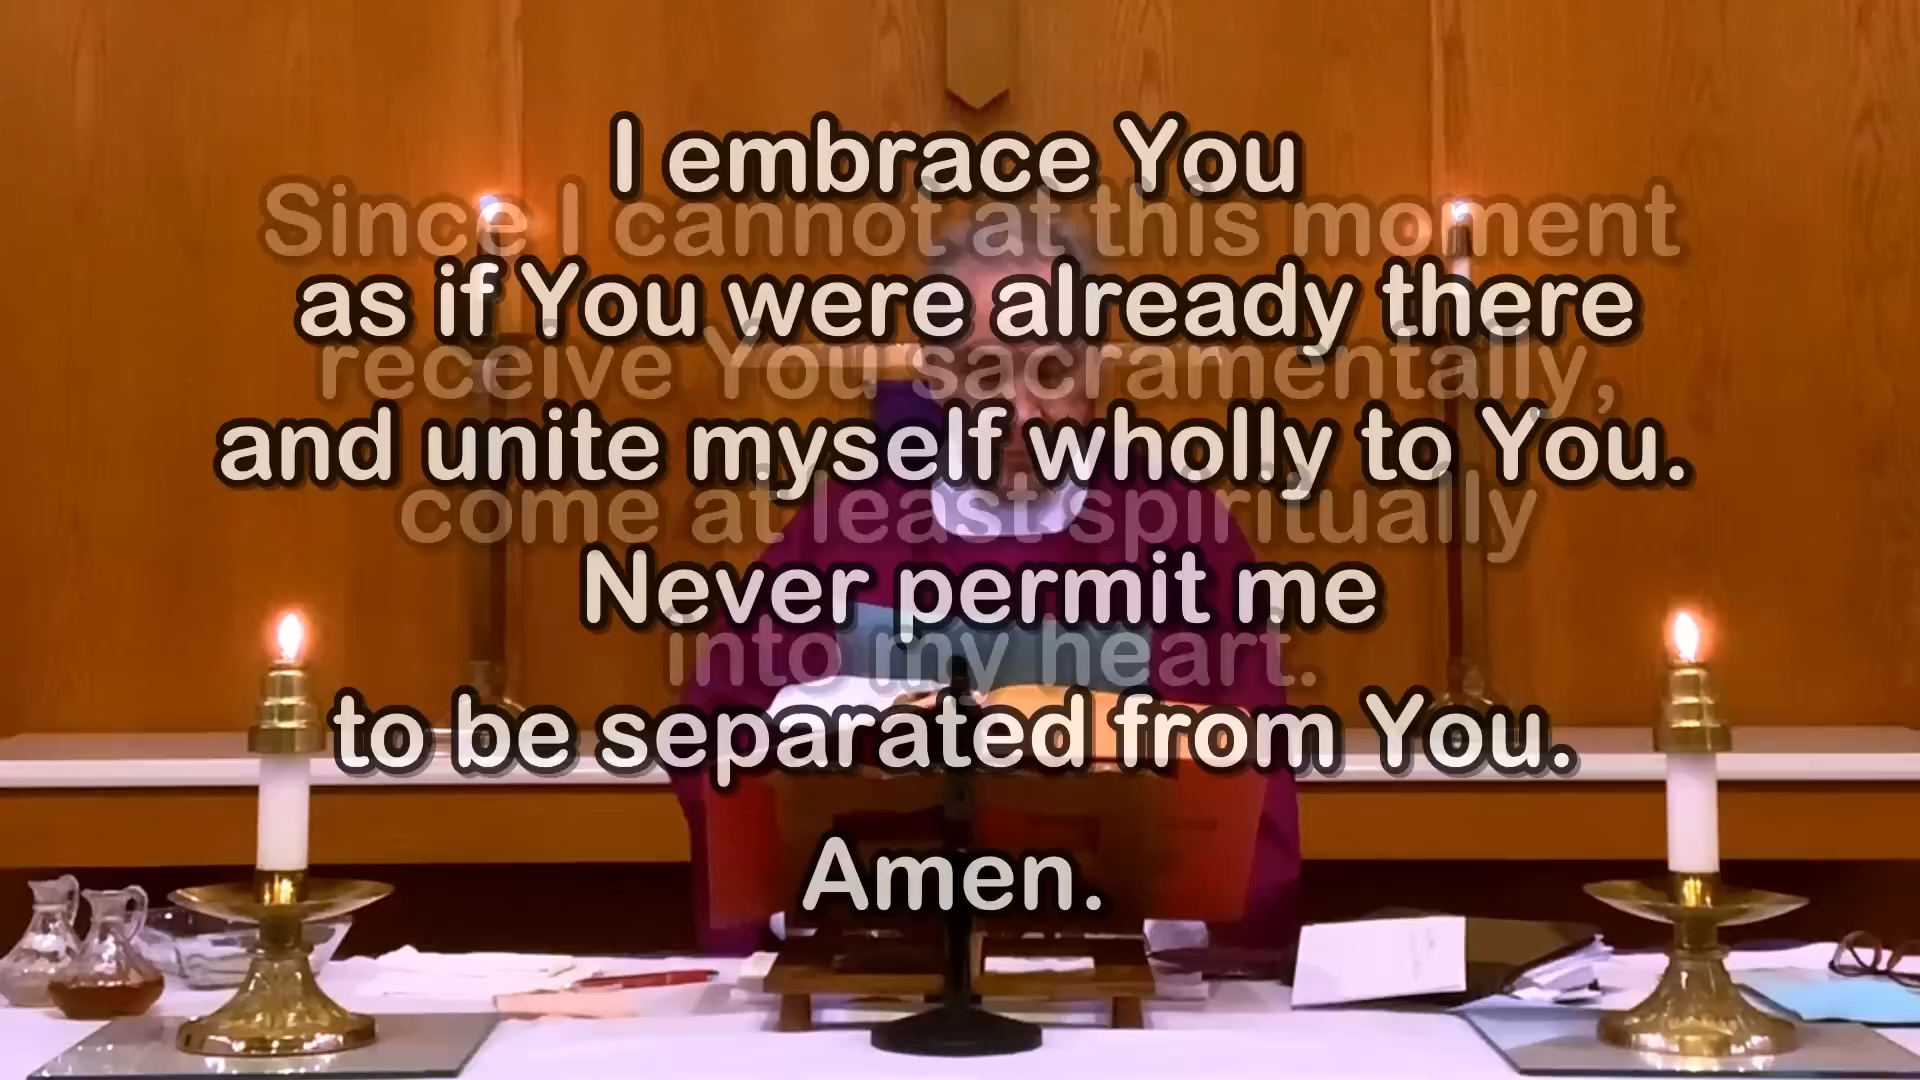 I embrace You
Since I cannot at this moment
as if You were already there
receive You sacramentally,
and unite myself wholly to You.
come at least spiritually
Never permit me
into my heart.
to be separated from You.
Amen.